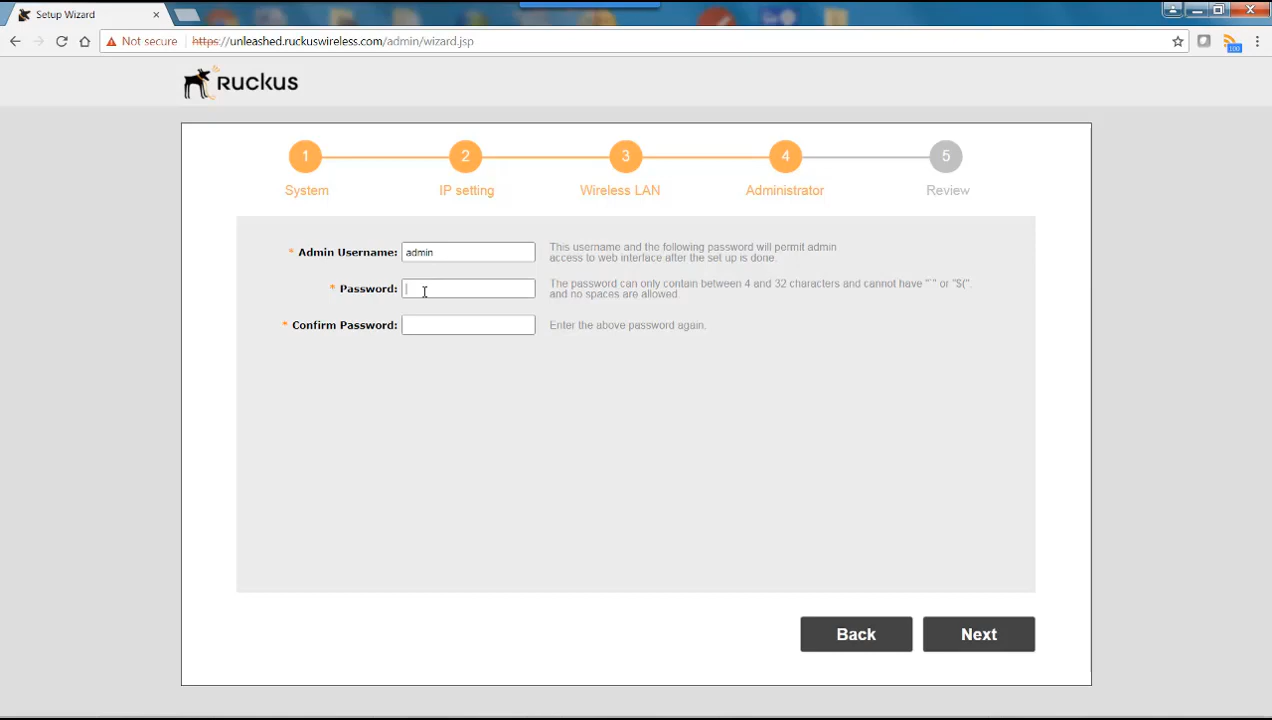 Setup Wizard
Not secure
https://unleashed.ruckuswireless.com/admin/wizard.jsp
100
Ruckus
1 2 3 4 5
System IP setting Wireless LAN Administrator Review
* Admin Username: admin
This username and the following password will permit admin
access to web interface after the set up is done.
* Password:
The password can only contain between 4 and 32 characters and cannot have "`" or "$(".
and no spaces are allowed.
* Confirm Password:
Enter the above password again.
Back Next